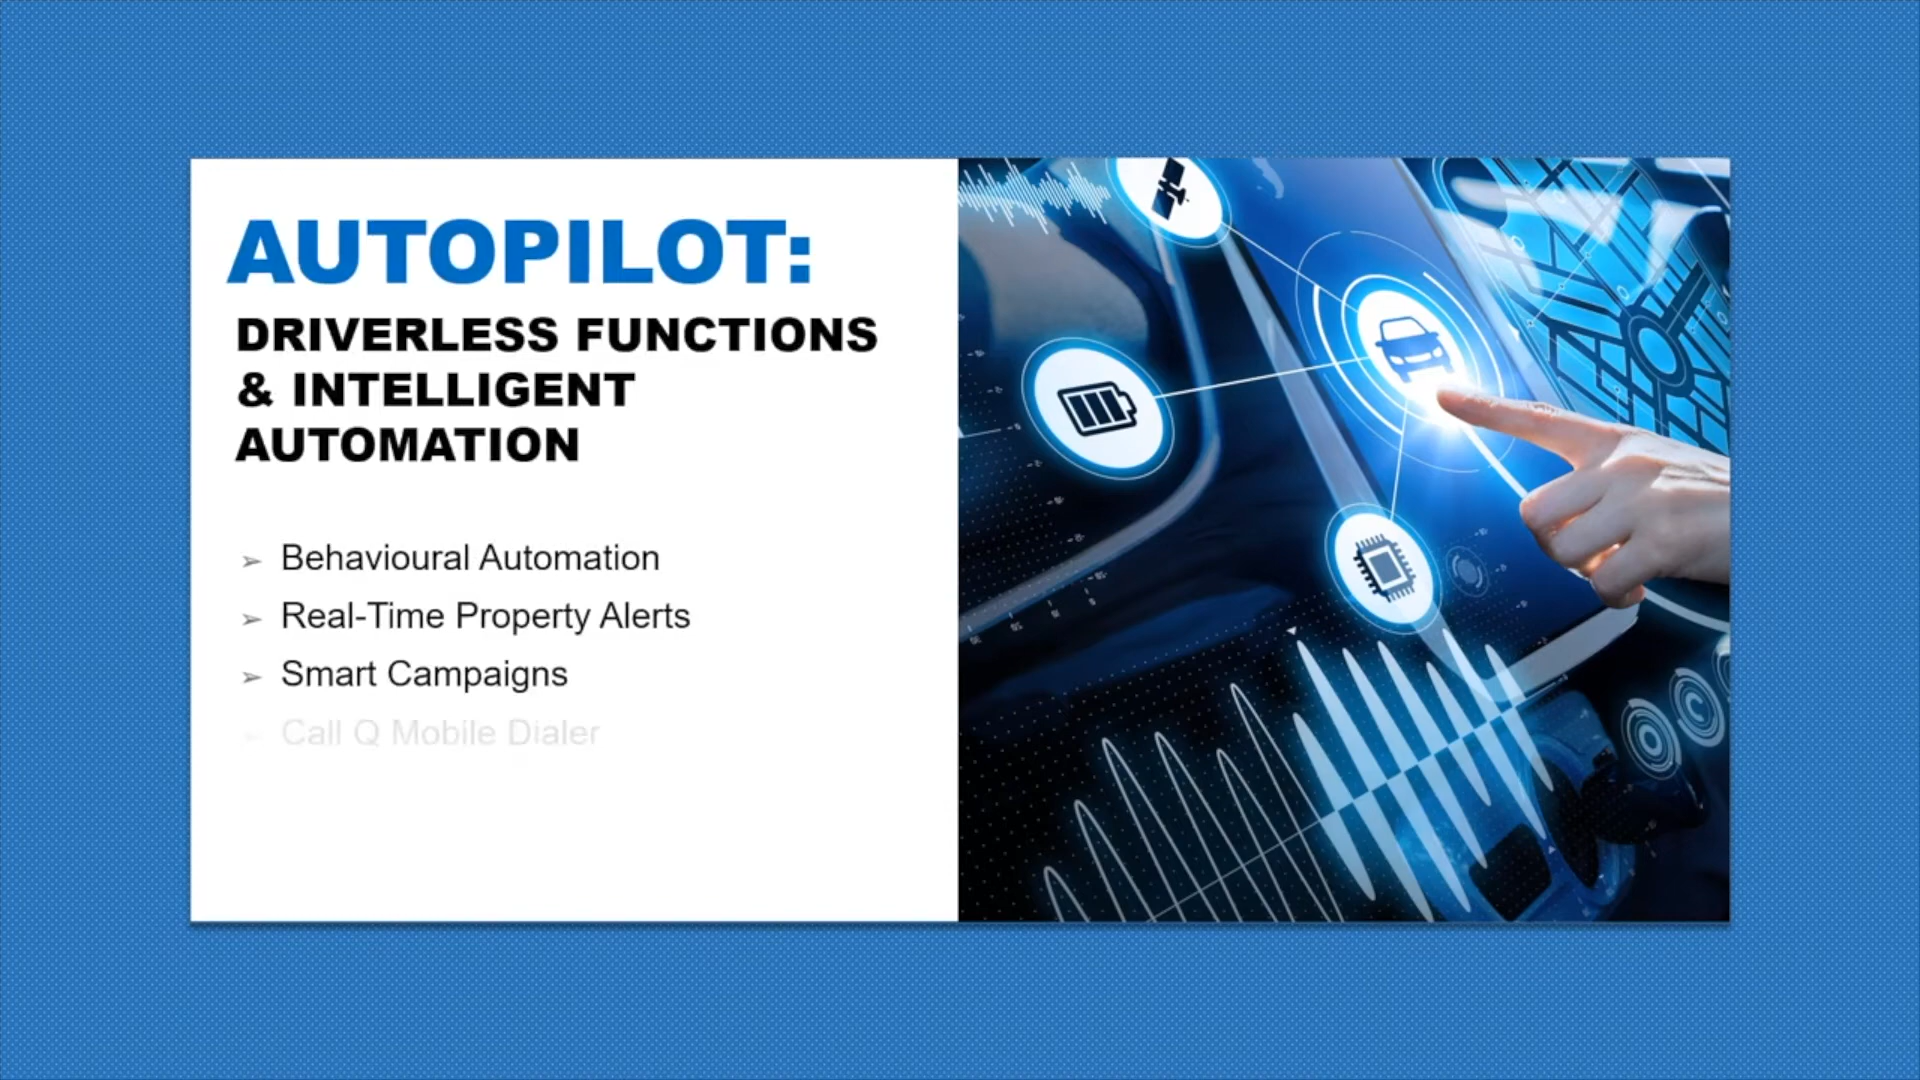 AUTOPILOT:
DRIVERLESS FUNCTIONS
& INTELLIGENT
AUTOMATION
➢ Behavioural Automation
➢ Real-Time Property Alerts
➢ Smart Campaigns
➢ Call Q Mobile Dialer